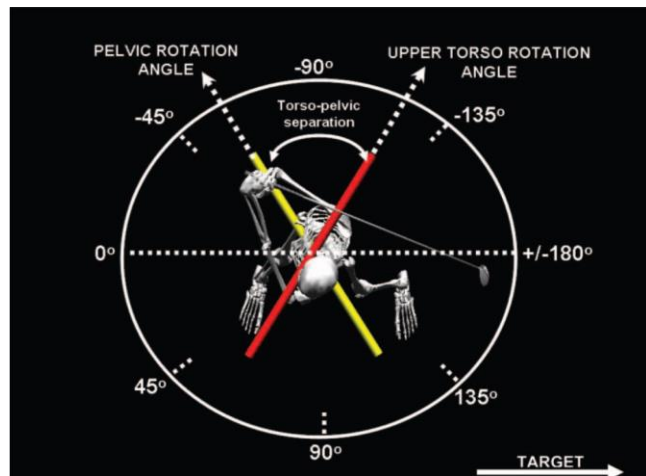 PELVIC ROTATION
ANGLE
UPPER TORSO ROTATION
ANGLE
-90°
-45°
Torso-pelvic
separation
-135°
0°
+/-180°
45°
135°
90°
TARGET